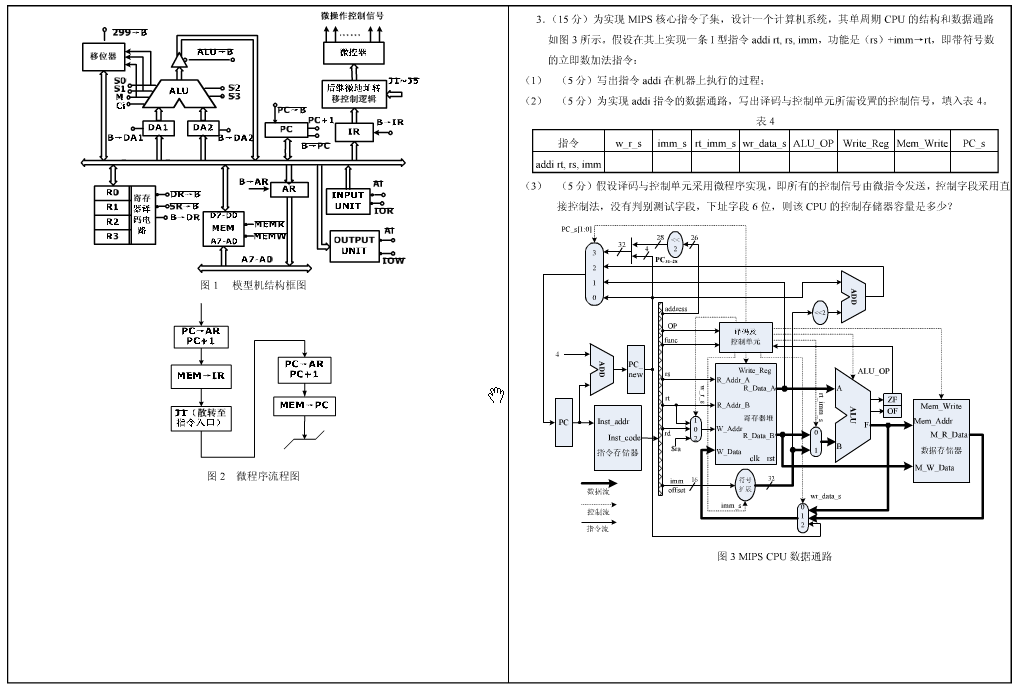 微操作控制信号
……
微控器
后继微地址转
移控制逻辑
J1~J5
IR
B→IR
299→B
移位器
ALU→B
S0
S1
M
Ci
ALU
S2
S3
DA1
DA2
B→DA1
B→DA2
PC→B
PC
PC+1
B→PC
R0
R1
R2
R3
寄存器译码电路
DR→B
SR→B
B→DR
B→AR
AR
D7-D0
MEM
A7-A0
MEMR
MEMW
A7-A0
INPUT
UNIT
AI
IOR
OUTPUT
UNIT
AI
IOW
图 1 模型机结构框图
PC→AR
PC+1
MEM→IR
J1（散转至
指令入口）
PC→AR
PC+1
MEM→PC
图 2 微程序流程图
3.（15 分）为实现 MIPS 核心指令子集，设计一个计算机系统，其单周期 CPU 的结构和数据通路
如图 3 所示，假设在其上实现一条 I 型指令 addi rt, rs, imm，功能是（rs）+imm→rt，即带符号数
的立即数加法指令：
（1） （5 分）写出指令 addi 在机器上执行的过程；
（2） （5 分）为实现 addi 指令的数据通路，写出译码与控制单元所需设置的控制信号，填入表 4。
表 4
指令 w_r_s imm_s rt_imm_s wr_data_s ALU_OP Write_Reg Mem_Write PC_s
addi rt, rs, imm
（3） （5 分）假设译码与控制单元采用微程序实现，即所有的控制信号由微指令发送，控制字段采用直
接控制法，没有判别测试字段，下址字段 6 位，则该 CPU 的控制存储器容量是多少？
PC_s[1:0]
32
28
<<
2
26
4
3
2
1
0
ADD
<<2
address
OP
func
译码及
控制单元
4
ADD
PC_
new
PC
Inst_addr
Inst_code
指令存储器
rs
rt
rd
w_r_s
1
0
2
Write_Reg
R_Addr_A
R_Data_A
R_Addr_B
寄存器堆
W_Addr
R_Data_B
W_Data
clk rst
rt_imm_s
0
1
ALU_OP
A
ALU
F
B
ZF
OF
Mem_Write
Mem_Addr
M_R_Data
数据存储器
M_W_Data
imm
offset
16
符号
扩展
32
imm_s
wr_data_s
0
1
2
数据流
控制流
指令流
图 3 MIPS CPU 数据通路